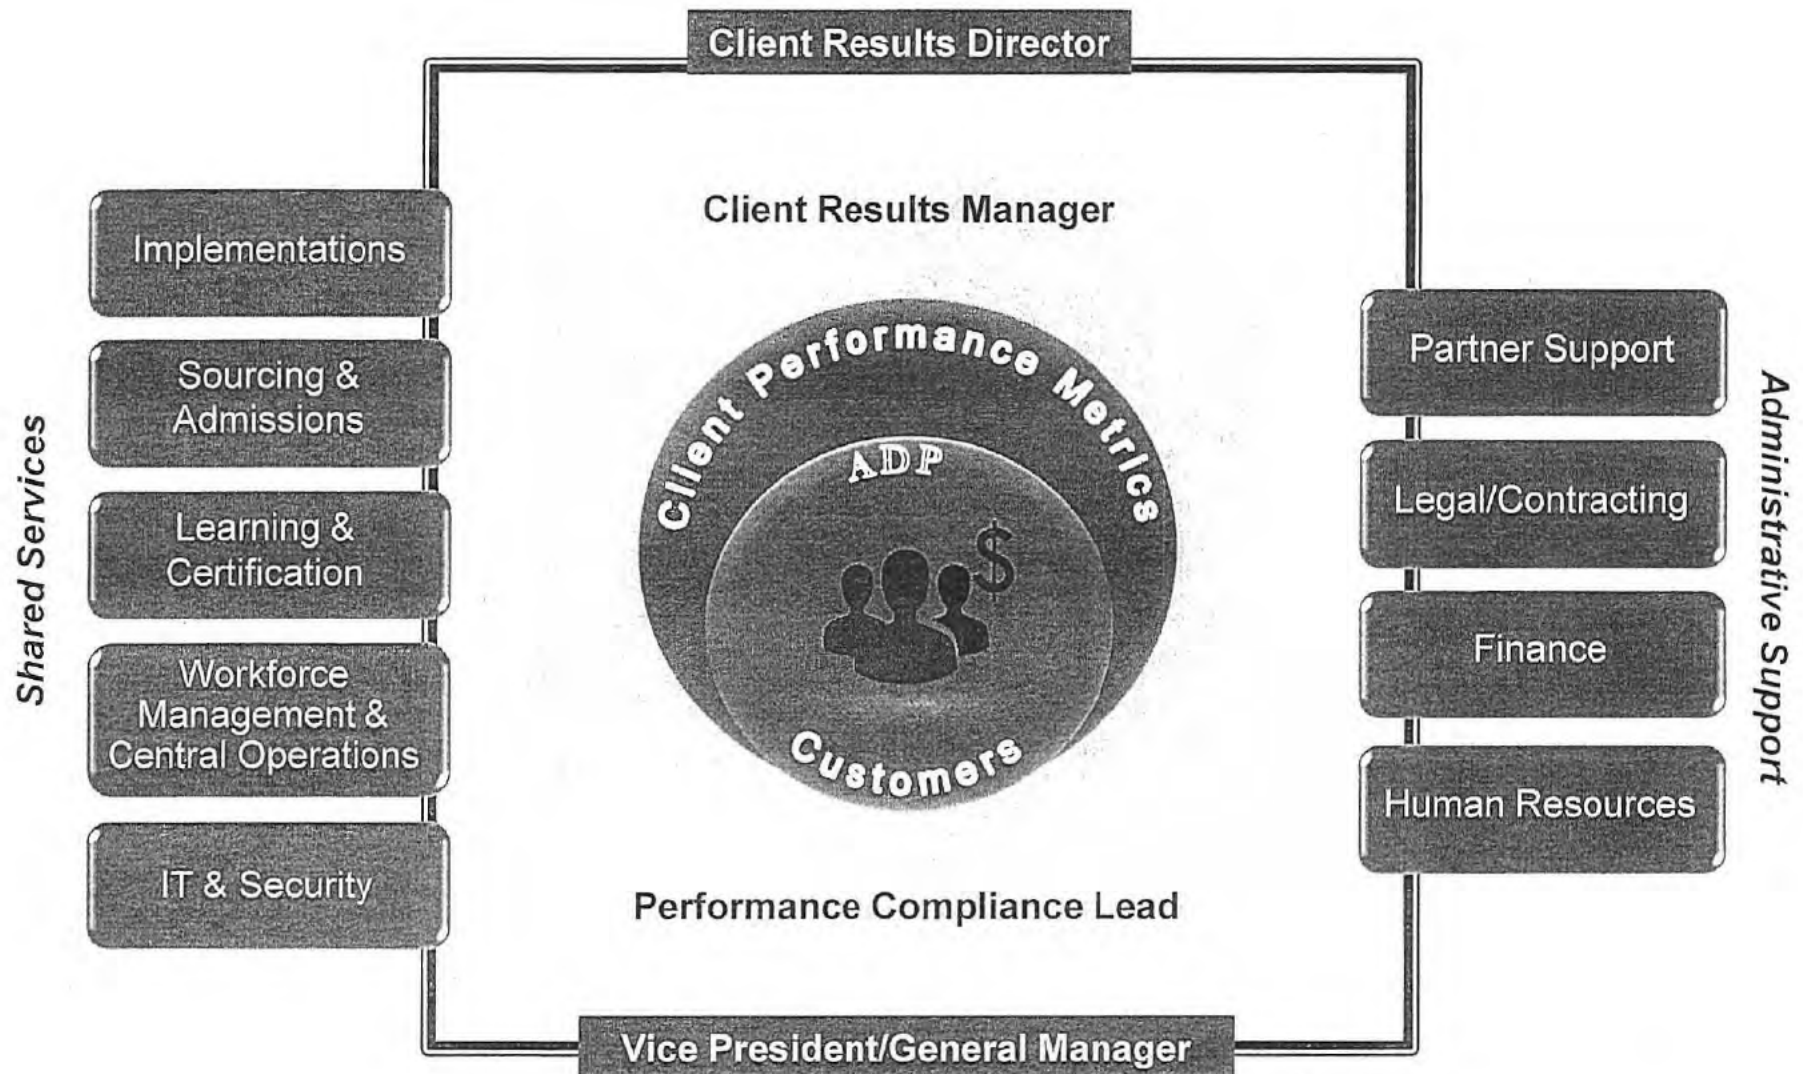 Client Results Director
Shared Services
Implementations
Sourcing &
Admissions
Learning &
Certification
Workforce
Management &
Central Operations
IT & Security
Client Results Manager
Client Performance Metrics
ADP
$
Customers
Performance Compliance Lead
Partner Support
Legal/Contracting
Finance
Human Resources
Administrative Support
Vice President/General Manager